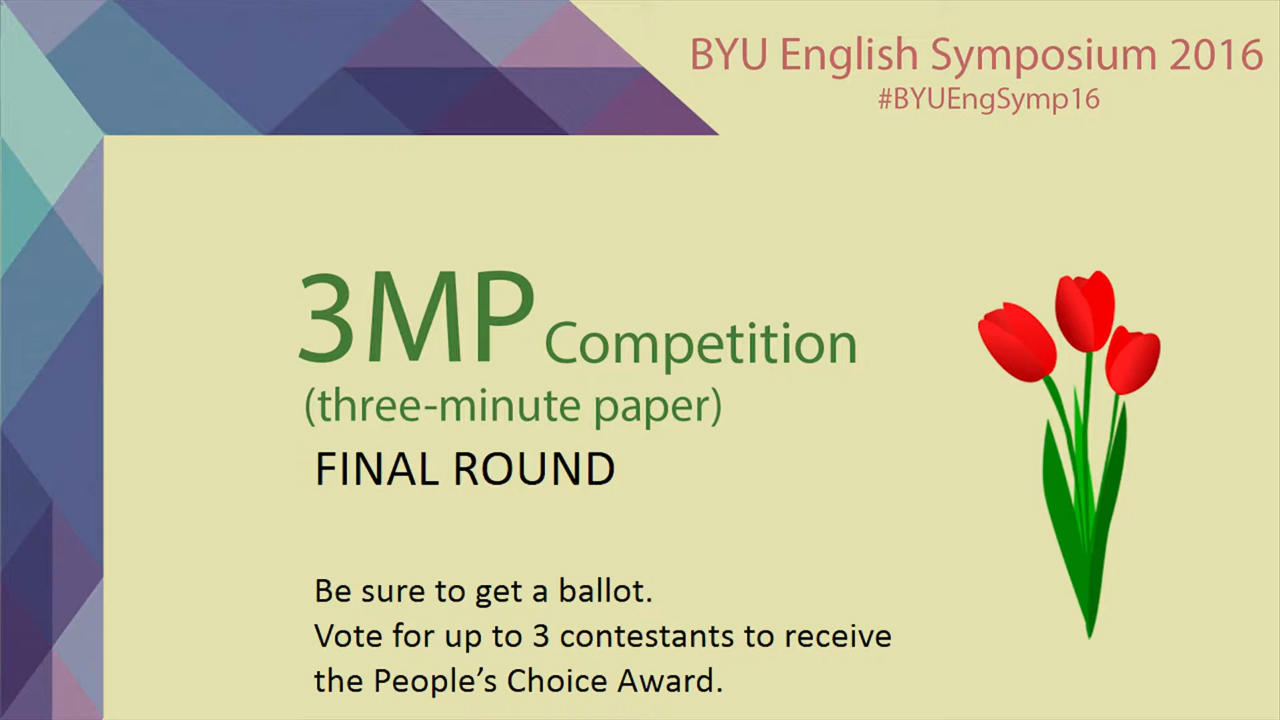 BYU English Symposium 2016
#BYUEngSymp16
3MP Competition
(three-minute paper)
FINAL ROUND
Be sure to get a ballot.
Vote for up to 3 contestants to receive
the People’s Choice Award.